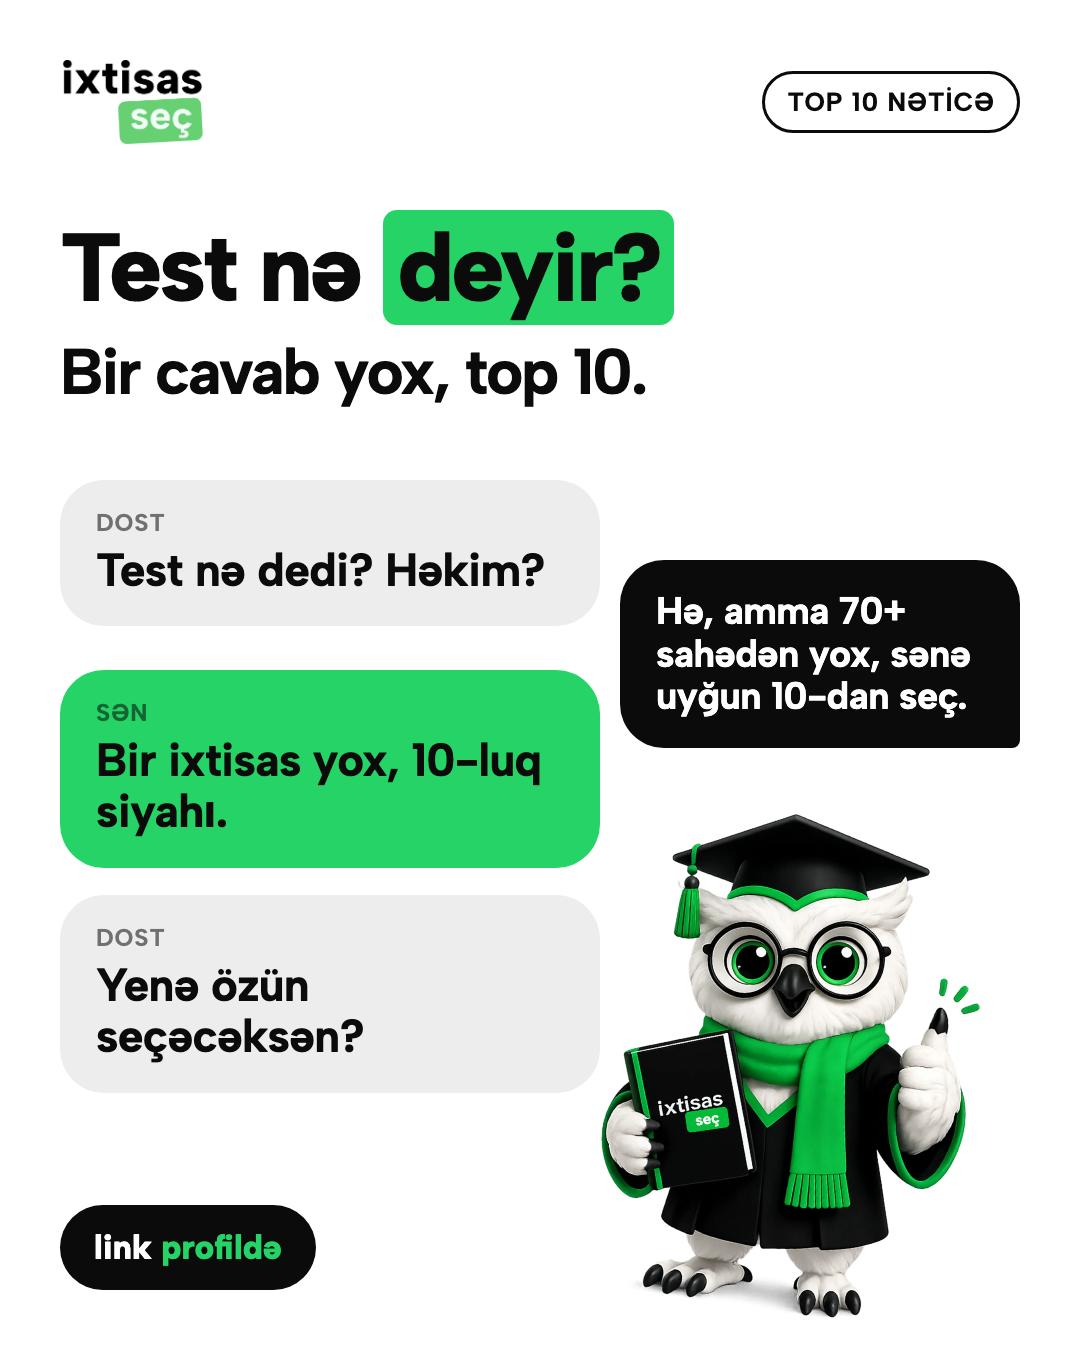 ixtisas
seç
TOP 10 NƏTİCƏ
Test nə deyir?
Bir cavab yox, top 10.
DOST
Test nə dedi? Həkim?
Hə, amma 70+
sahədən yox, sənə
uyğun 10-dan seç.
SƏN
Bir ixtisas yox, 10-luq
siyahı.
DOST
Yenə özün
seçəcəksən?
ixtisas
seç
link profildə